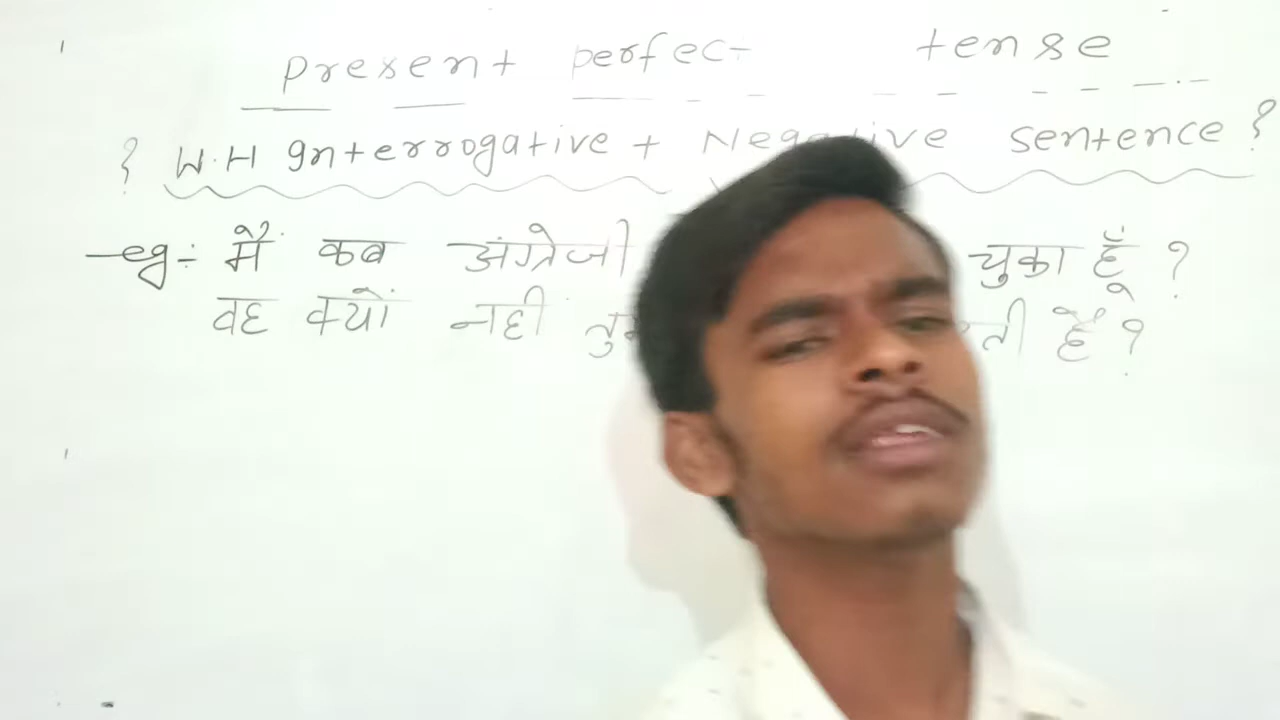 present perfect tense
? W.H Interrogative + Negative sentence ?
eg:- मैं कब अंग्रेजी चुका हूँ ?
वह क्यों नही है ?